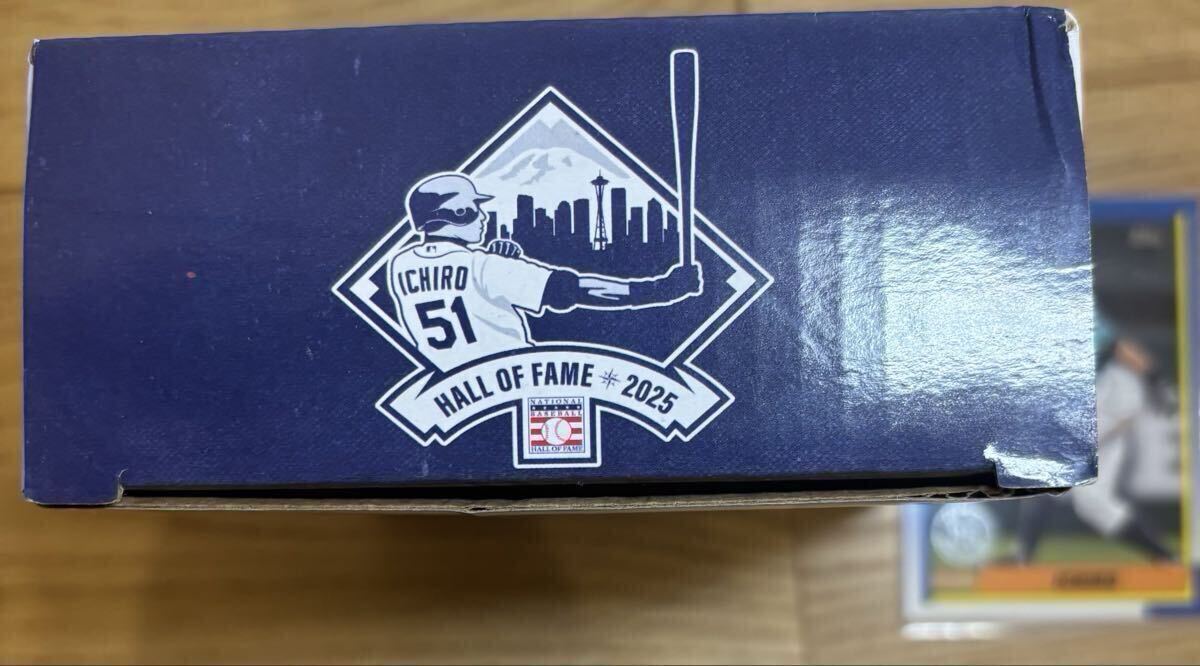 ICHIRO
51
HALL OF FAME 2025
NATIONAL
BASEBALL
HALL OF FAME